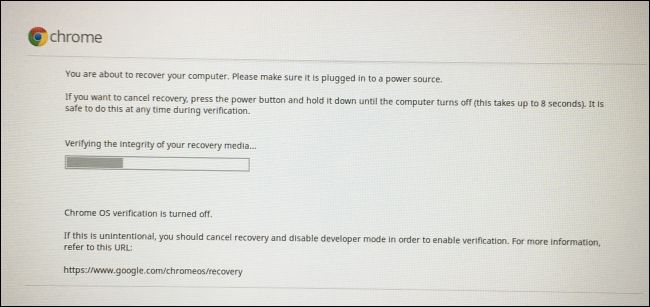 chrome
You are about to recover your computer. Please make sure it is plugged in to a power source.
If you want to cancel recovery, press the power button and hold it down until the computer turns off (this takes up to 8 seconds). It is
safe to do this at any time during verification.
Verifying the integrity of your recovery media...
Chrome OS verification is turned off.
If this is unintentional, you should cancel recovery and disable developer mode in order to enable verification. For more information,
refer to this URL:
https://www.google.com/chromeos/recovery